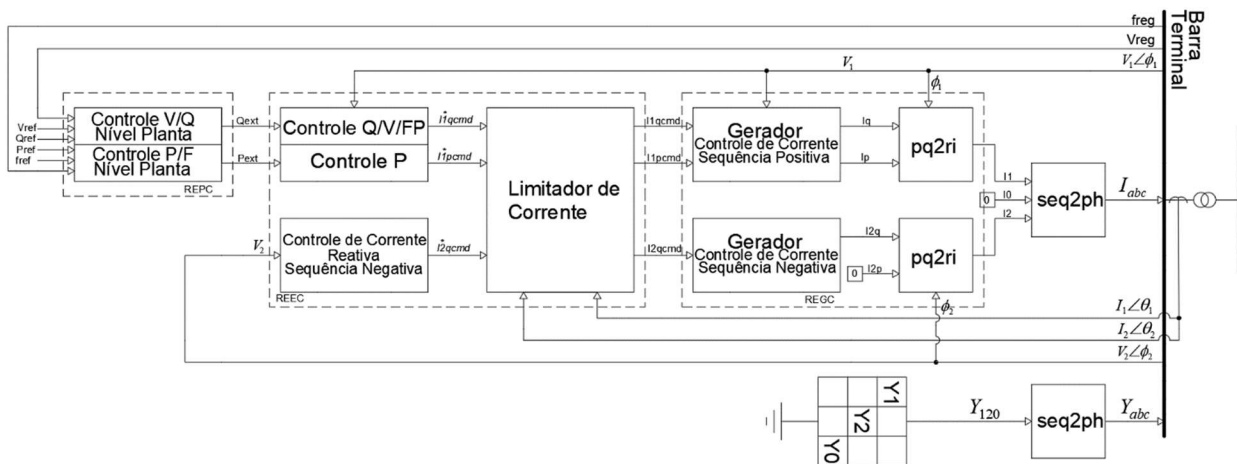 freg
Vreg
V₁∠ϕ₁
Barra
Terminal
V₁
ϕ₁
Vref
Qref
Pref
fref
Controle V/Q
Nível Planta
Controle P/F
Nível Planta
REPC
Qext
Pext
Controle Q/V/FP
Controle P
I1qcmd*
I1pcmd*
Limitador de
Corrente
I1qcmd
I1pcmd
Gerador
Controle de Corrente
Sequência Positiva
Iq
Ip
pq2ri
I1
0
I0
I2
seq2ph
Iabc
V₂
Controle de Corrente
Reativa
Sequência Negativa
I2qcmd*
REEC
I2qcmd
Gerador
Controle de Corrente
Sequência Negativa
I2q
0
I2p
pq2ri
REGC
ϕ₂
I₁∠θ₁
I₂∠θ₂
V₂∠ϕ₂
Y1
Y2
Y0
Y₁₂₀
seq2ph
Yabc